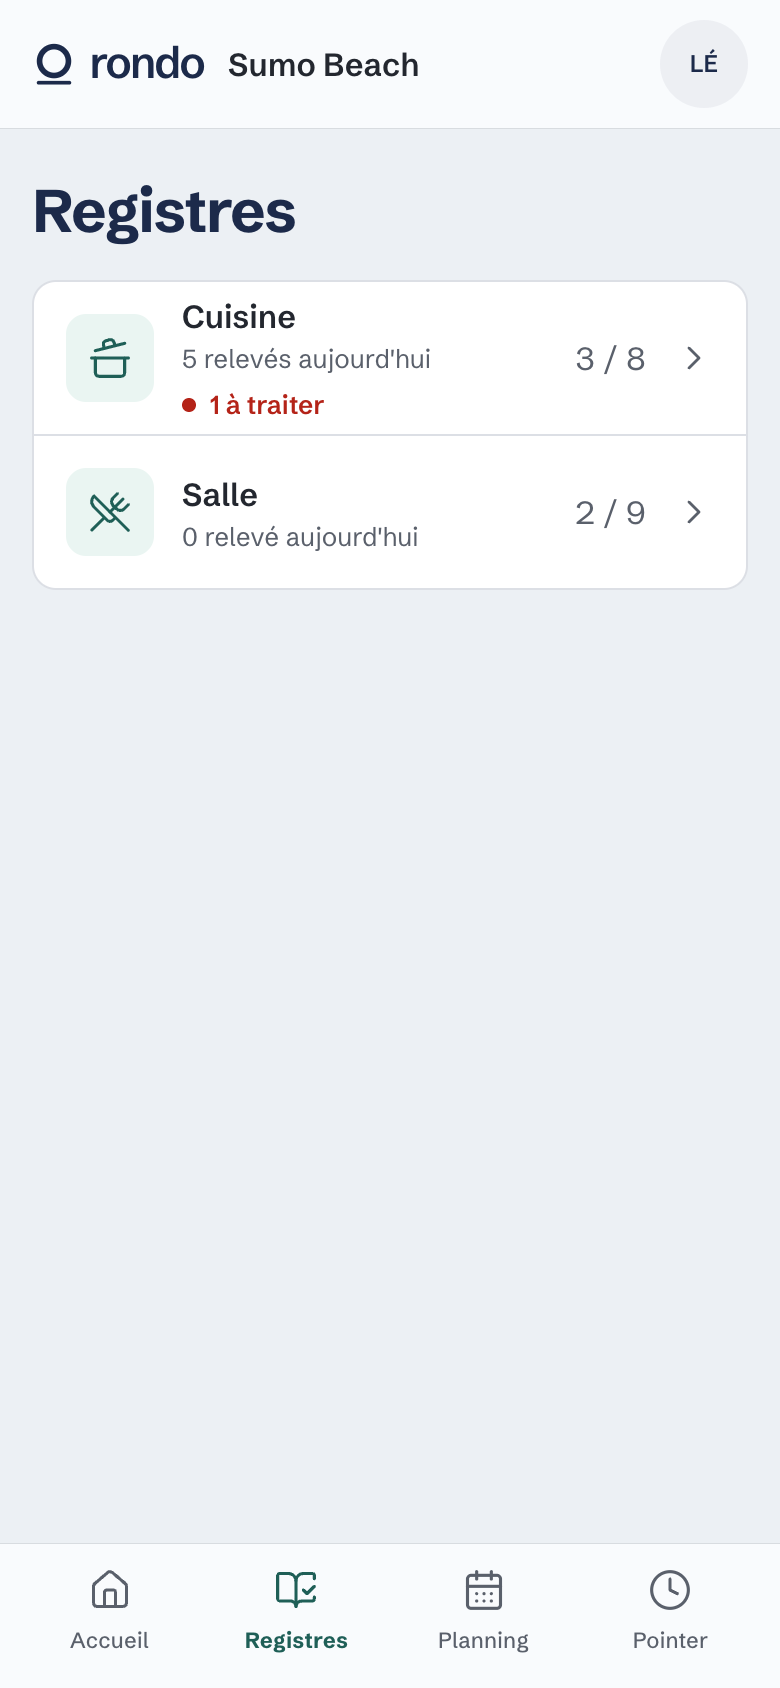 rondo Sumo Beach LÉ
Registres
Cuisine
5 relevés aujourd'hui
1 à traiter
3 / 8
Salle
0 relevé aujourd'hui
2 / 9
Accueil Registres Planning Pointer